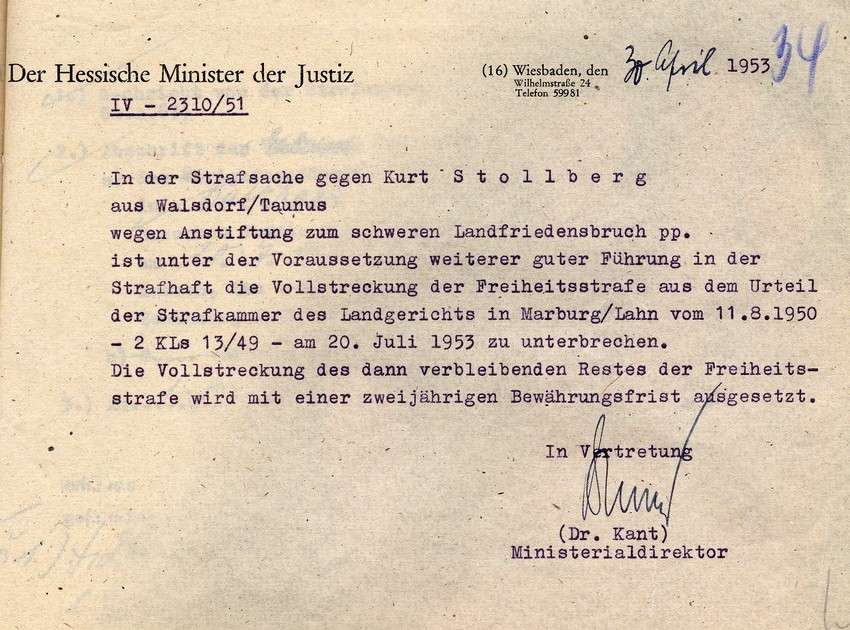 34
Der Hessische Minister der Justiz
(16) Wiesbaden, den 30. April 1953
Wilhelmstraße 24
Telefon 59981
IV - 2310/51
In der Strafsache gegen Kurt S t o l l b e r g
aus Walsdorf/Taunus
wegen Anstiftung zum schweren Landfriedensbruch pp.
ist unter der Voraussetzung weiterer guter Führung in der
Strafhaft die Vollstreckung der Freiheitsstrafe aus dem Urteil
der Strafkammer des Landgerichts in Marburg/Lahn vom 11.8.1950
- 2 KLs 13/49 - am 20. Juli 1953 zu unterbrechen.
Die Vollstreckung des dann verbleibenden Restes der Freiheits-
strafe wird mit einer zweijährigen Bewährungsfrist ausgesetzt.
In Vertretung
(Dr. Kant)
Ministerialdirektor